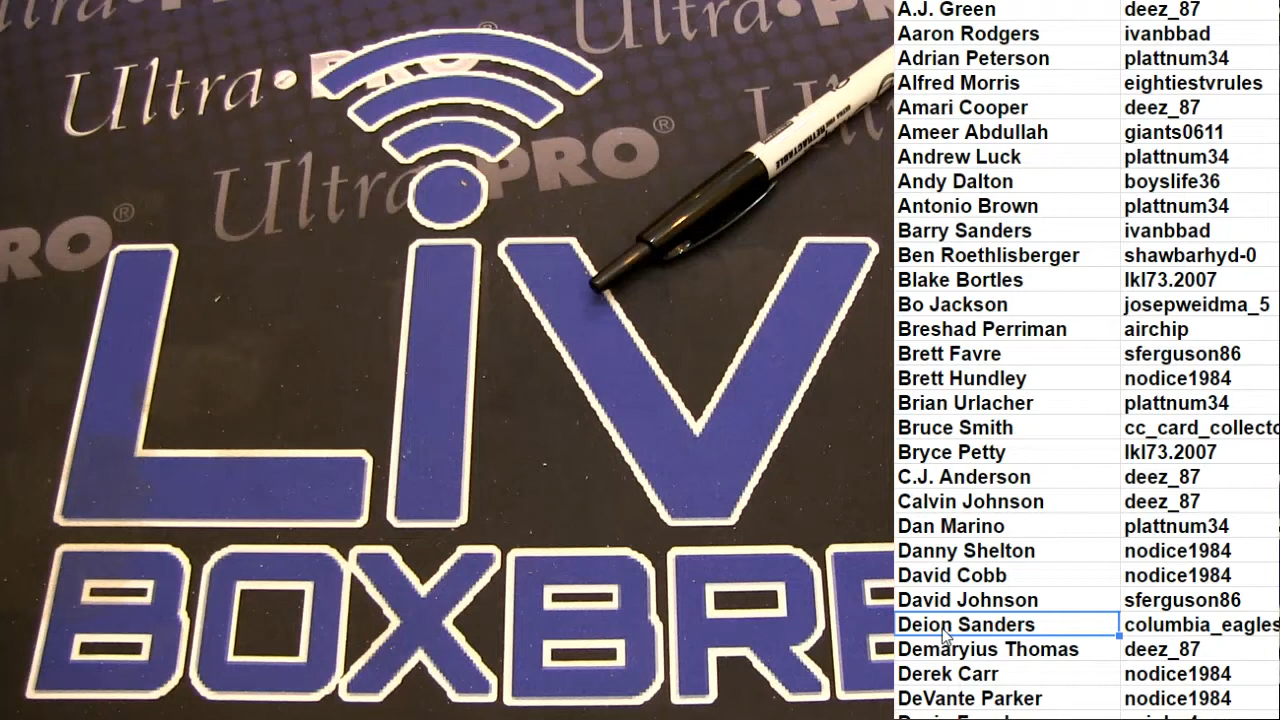 Ultra PRO
Ultra•PRO®
Ultra•PRO®
PRO®
LiV
BOXBRE
RETRACTABLE
A.J. Green deez_87
Aaron Rodgers ivanbbad
Adrian Peterson plattnum34
Alfred Morris eightiestvrules
Amari Cooper deez_87
Ameer Abdullah giants0611
Andrew Luck plattnum34
Andy Dalton boyslife36
Antonio Brown plattnum34
Barry Sanders ivanbbad
Ben Roethlisberger shawbarhyd-0
Blake Bortles lkl73.2007
Bo Jackson josepweidma_5
Breshad Perriman airchip
Brett Favre sferguson86
Brett Hundley nodice1984
Brian Urlacher plattnum34
Bruce Smith cc_card_collecto
Bryce Petty lkl73.2007
C.J. Anderson deez_87
Calvin Johnson deez_87
Dan Marino plattnum34
Danny Shelton nodice1984
David Cobb nodice1984
David Johnson sferguson86
Deion Sanders columbia_eagles
Demaryius Thomas deez_87
Derek Carr nodice1984
DeVante Parker nodice1984